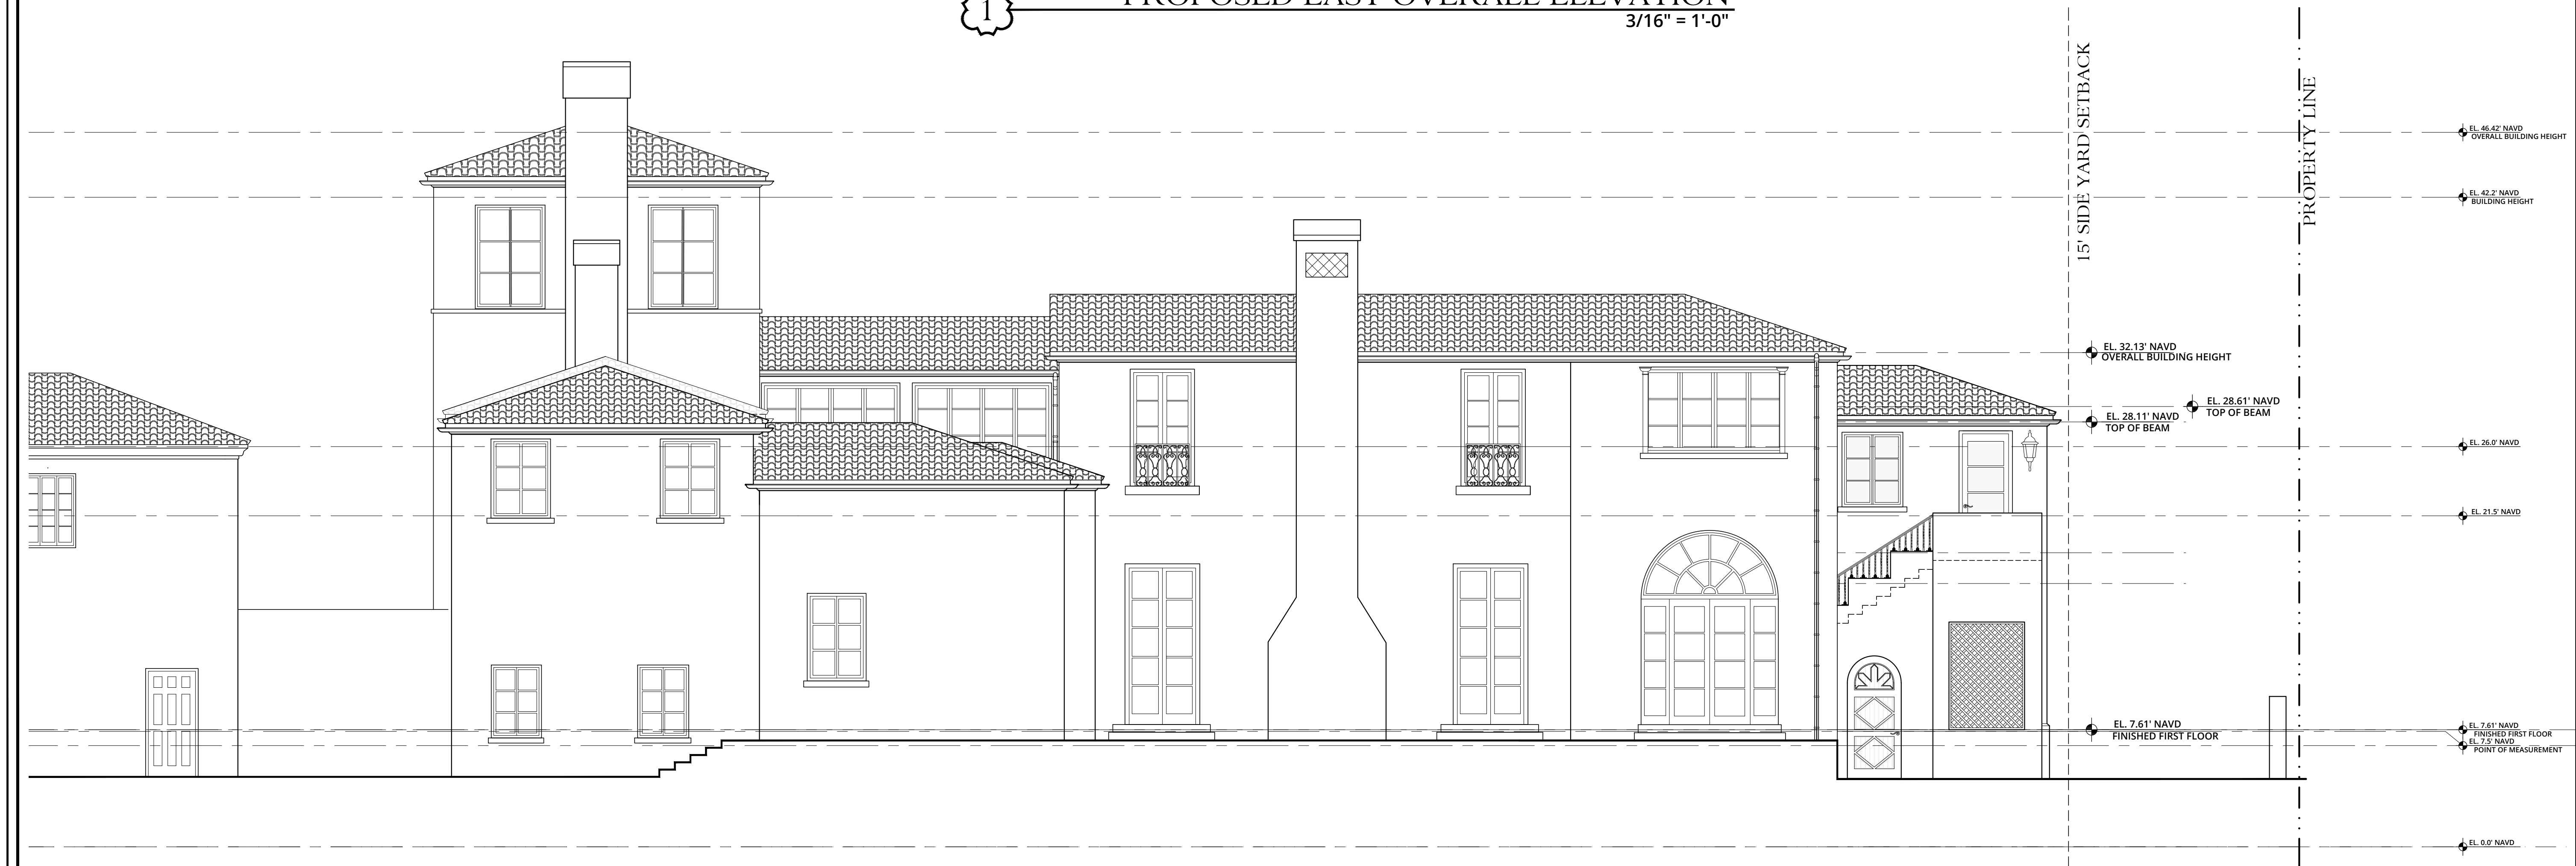 1
PROPOSED EAST OVERALL ELEVATION
3/16" = 1'-0"
15' SIDE YARD SETBACK
PROPERTY LINE
EL. 46.42' NAVD
OVERALL BUILDING HEIGHT
EL. 42.2' NAVD
BUILDING HEIGHT
EL. 32.13' NAVD
OVERALL BUILDING HEIGHT
EL. 28.61' NAVD
TOP OF BEAM
EL. 28.11' NAVD
TOP OF BEAM
EL. 26.0' NAVD
EL. 21.5' NAVD
EL. 7.61' NAVD
FINISHED FIRST FLOOR
EL. 7.61' NAVD
FINISHED FIRST FLOOR
EL. 7.5' NAVD
POINT OF MEASUREMENT
EL. 0.0' NAVD